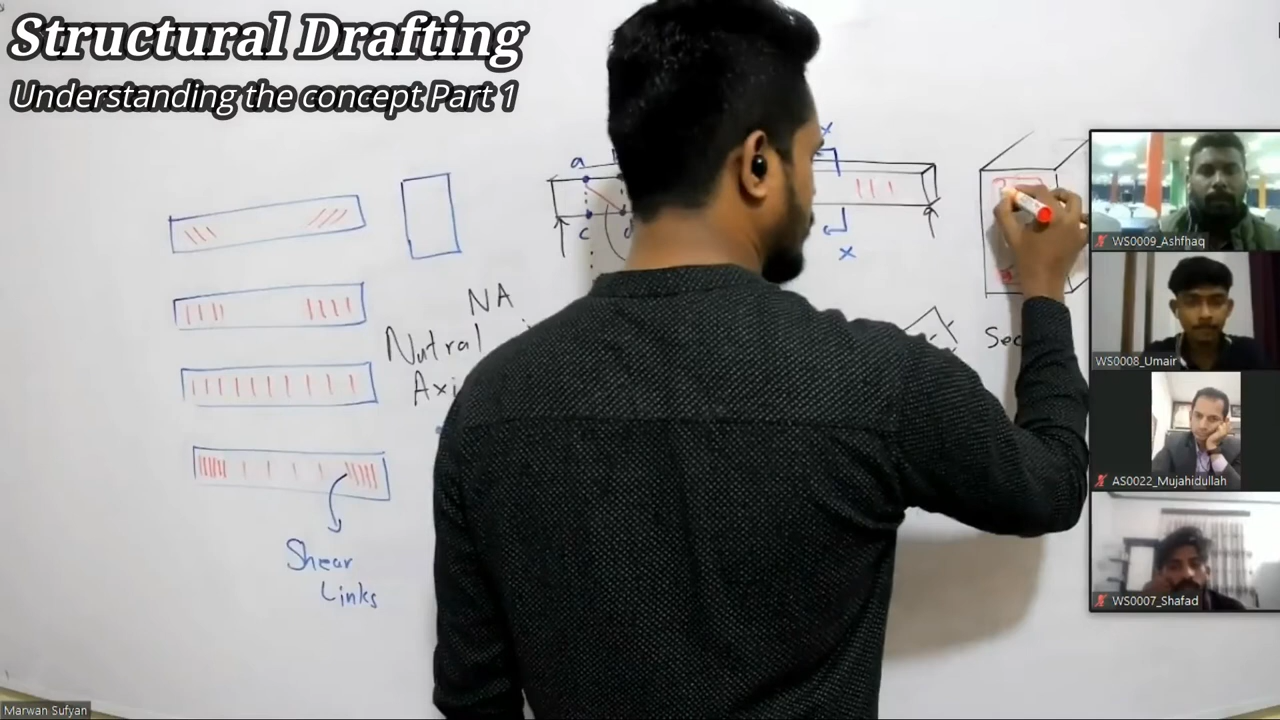 Structural Drafting
Understanding the concept Part 1
a
x
c
d
x
NA
Nutral
Axi
Sec
Shear
Links
WS0009_Ashfhaq
WS0008_Umair
AS0022_Mujahidullah
WS0007_Shafad
Marwan Sufyan